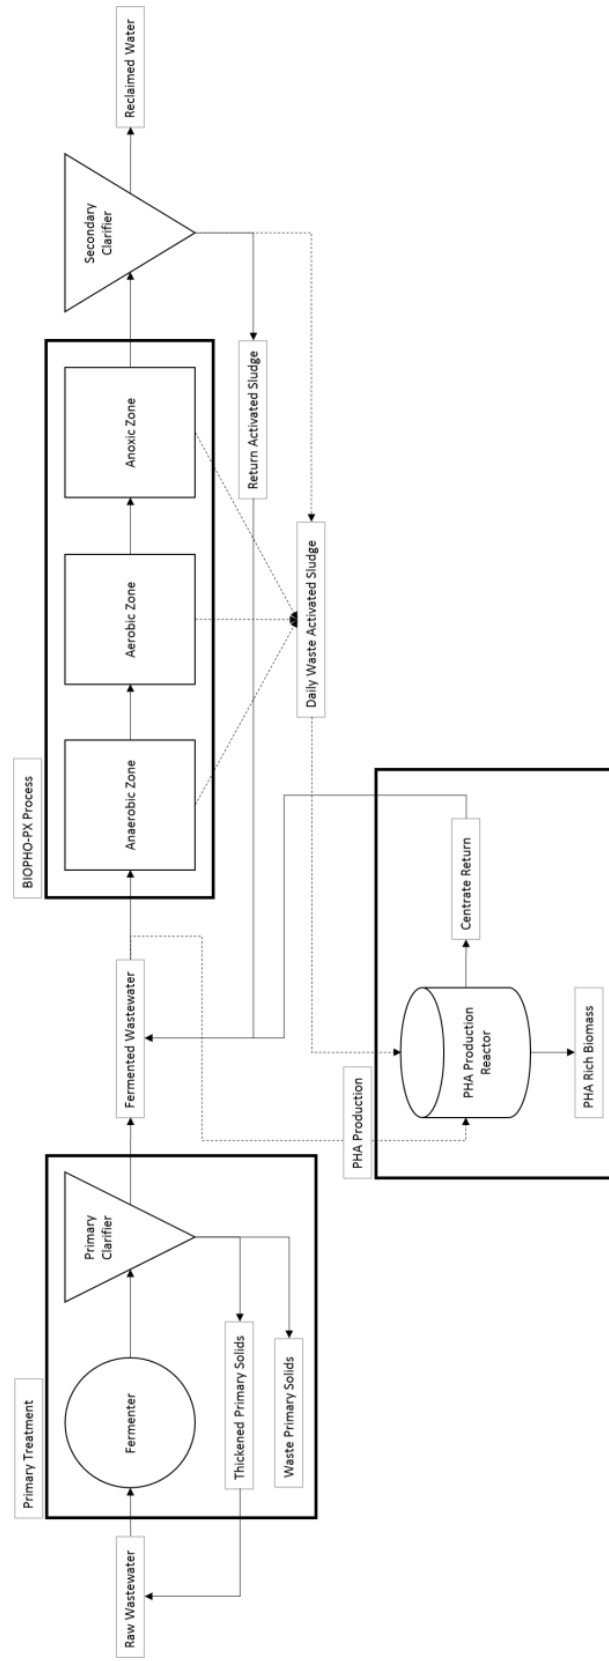 Primary Treatment
BIOPHO-PX Process
Raw Wastewater
Fermenter
Primary
Clarifier
Fermented Wastewater
Anaerobic Zone
Aerobic Zone
Anoxic Zone
Secondary
Clarifier
Reclaimed Water
Thickened Primary Solids
Waste Primary Solids
Return Activated Sludge
Daily Waste Activated Sludge
PHA Production
PHA Production
Reactor
Centrate Return
PHA Rich Biomass